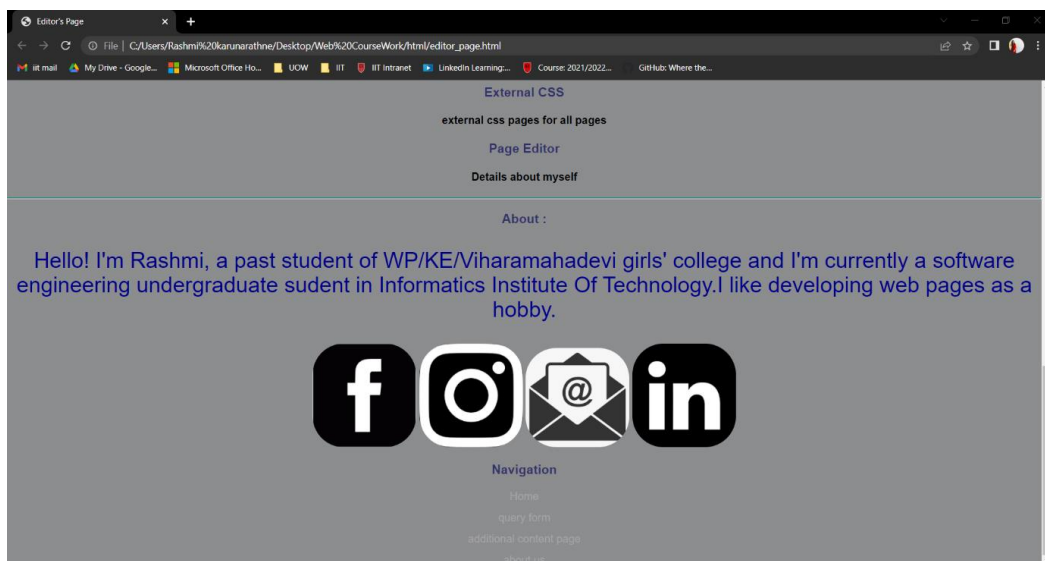 Editor's Page
File | C:/Users/Rashmi%20karunarathne/Desktop/Web%20CourseWork/html/editor_page.html
iit mail My Drive - Google... Microsoft Office Ho... UOW IIT IIT Intranet LinkedIn Learning:... Course: 2021/2022... GitHub: Where the...
External CSS
external css pages for all pages
Page Editor
Details about myself
About :
Hello! I'm Rashmi, a past student of WP/KE/Viharamahadevi girls' college and I'm currently a software
engineering undergraduate sudent in Informatics Institute Of Technology.I like developing web pages as a
hobby.
f @ in
Navigation
Home
query form
additional content page
about us